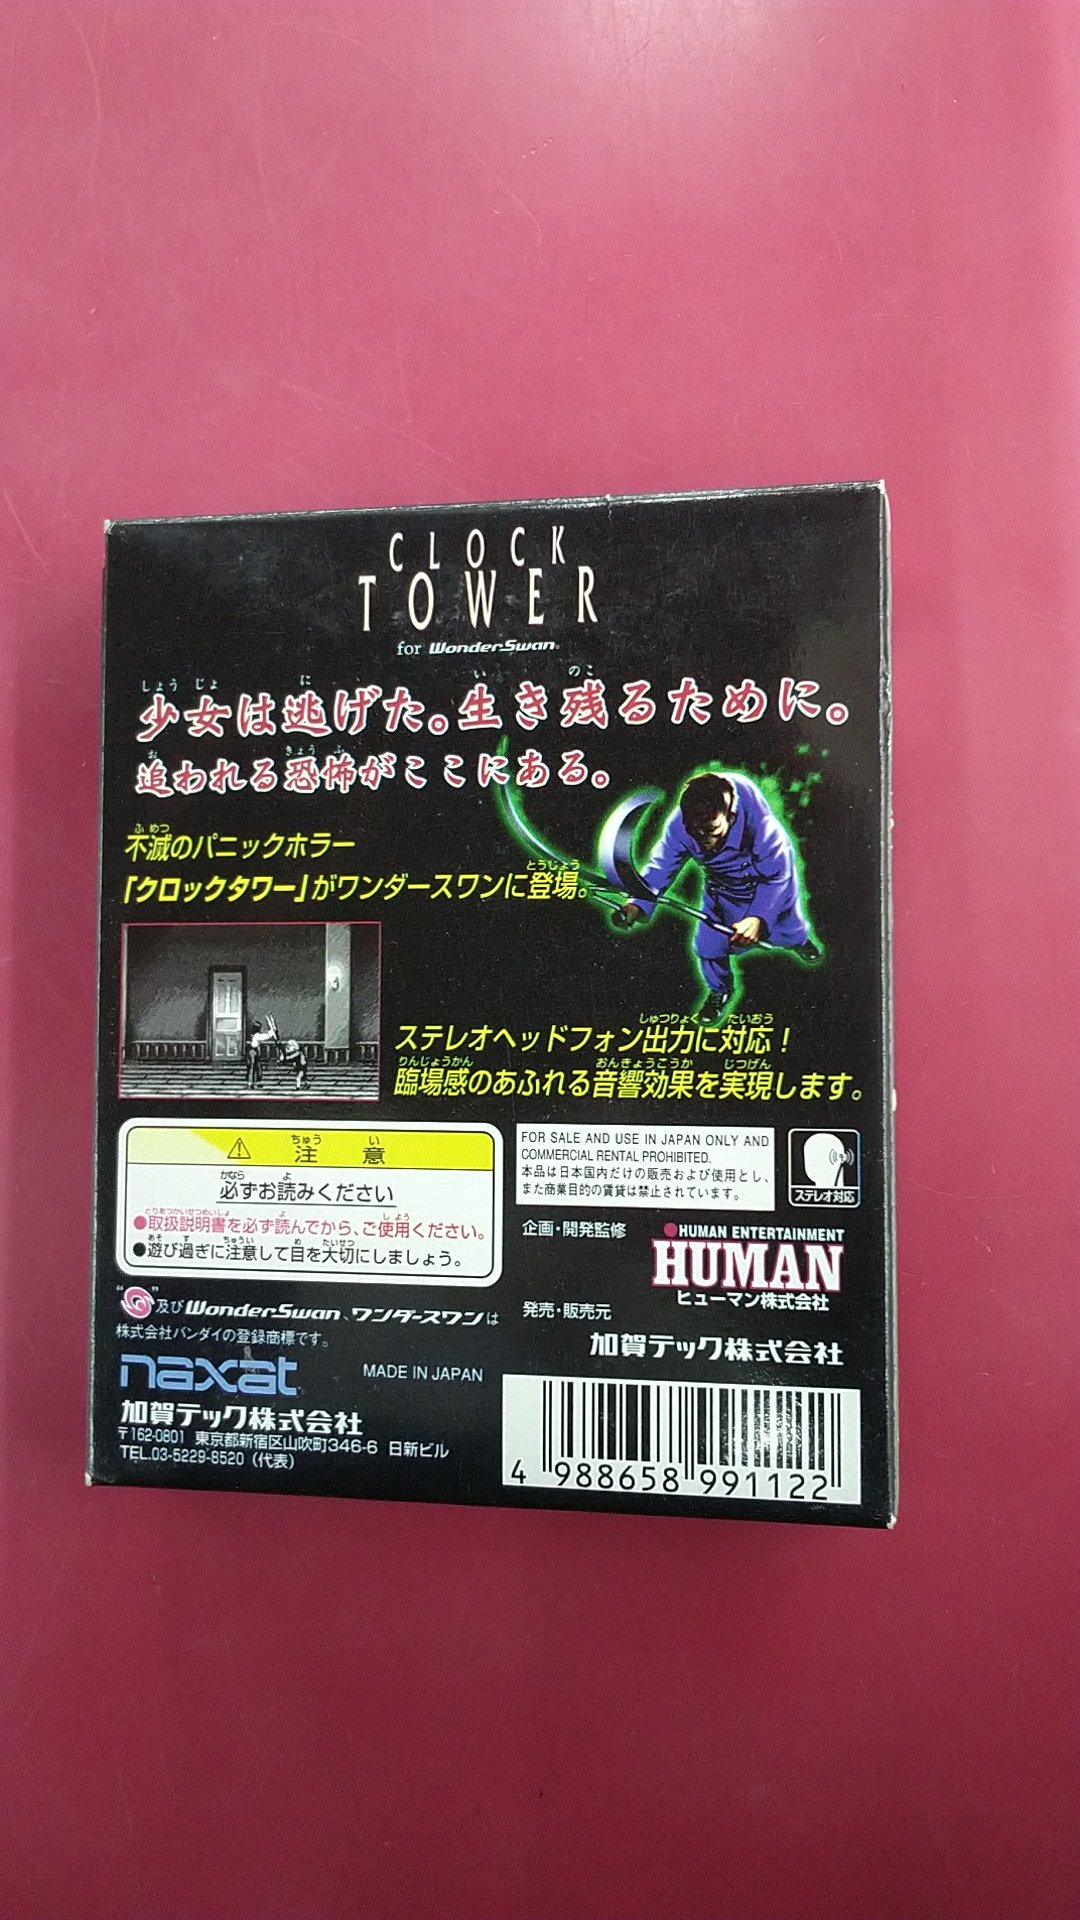 CLOCK
TOWER
for WonderSwan
少女は逃げた。生き残るために。
追われる恐怖がここにある。
不滅のパニックホラー
「クロックタワー」がワンダースワンに登場。
ステレオヘッドフォン出力に対応！
臨場感のあふれる音響効果を実現します。
注意
必ずお読みください
●取扱説明書を必ず読んでから、ご使用ください。
●遊び過ぎに注意して目を大切にしましょう。
FOR SALE AND USE IN JAPAN ONLY AND
COMMERCIAL RENTAL PROHIBITED.
本品は日本国内だけの販売および使用とし、
また商業目的の賃貸は禁止されています。
ステレオ対応
企画・開発監修
HUMAN ENTERTAINMENT
HUMAN
ヒューマン株式会社
発売・販売元
加賀テック株式会社
“ ”及びWonderSwan、ワンダースワンは
株式会社バンダイの登録商標です。
naxat
MADE IN JAPAN
加賀テック株式会社
〒162-0801 東京都新宿区山吹町346-6 日新ビル
TEL.03-5229-8520（代表）
4 988658 991122